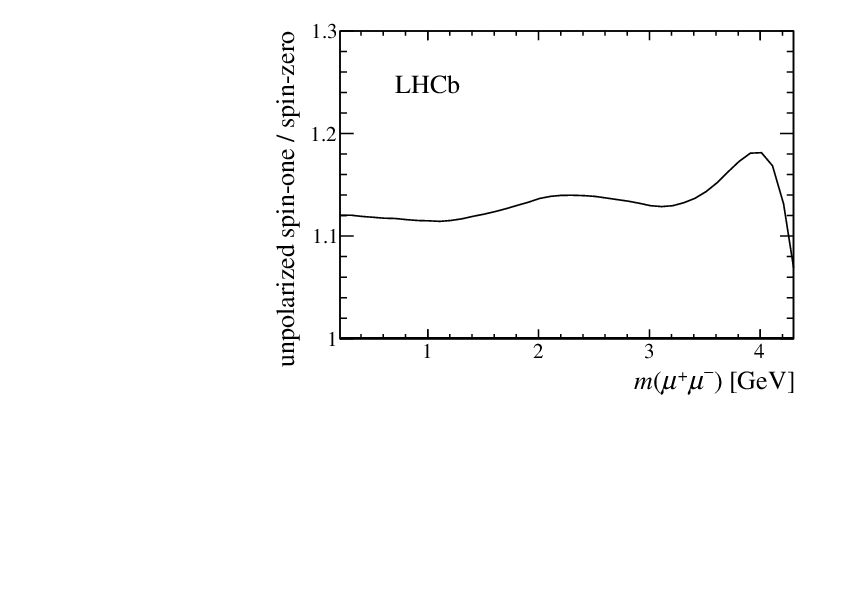 unpolarized spin-one / spin-zero
1.3
LHCb
1.2
1.1
1
1 2 3 4
m(μ⁺μ⁻) [GeV]